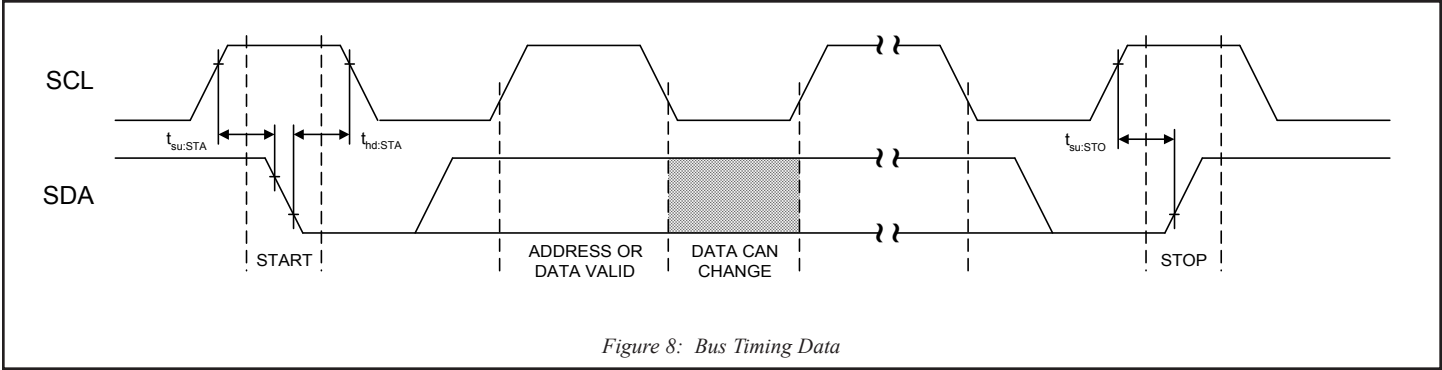 SCL
t su:STA
t hd:STA
t su:STO
SDA
START
ADDRESS OR
DATA VALID
DATA CAN
CHANGE
STOP
Figure 8: Bus Timing Data